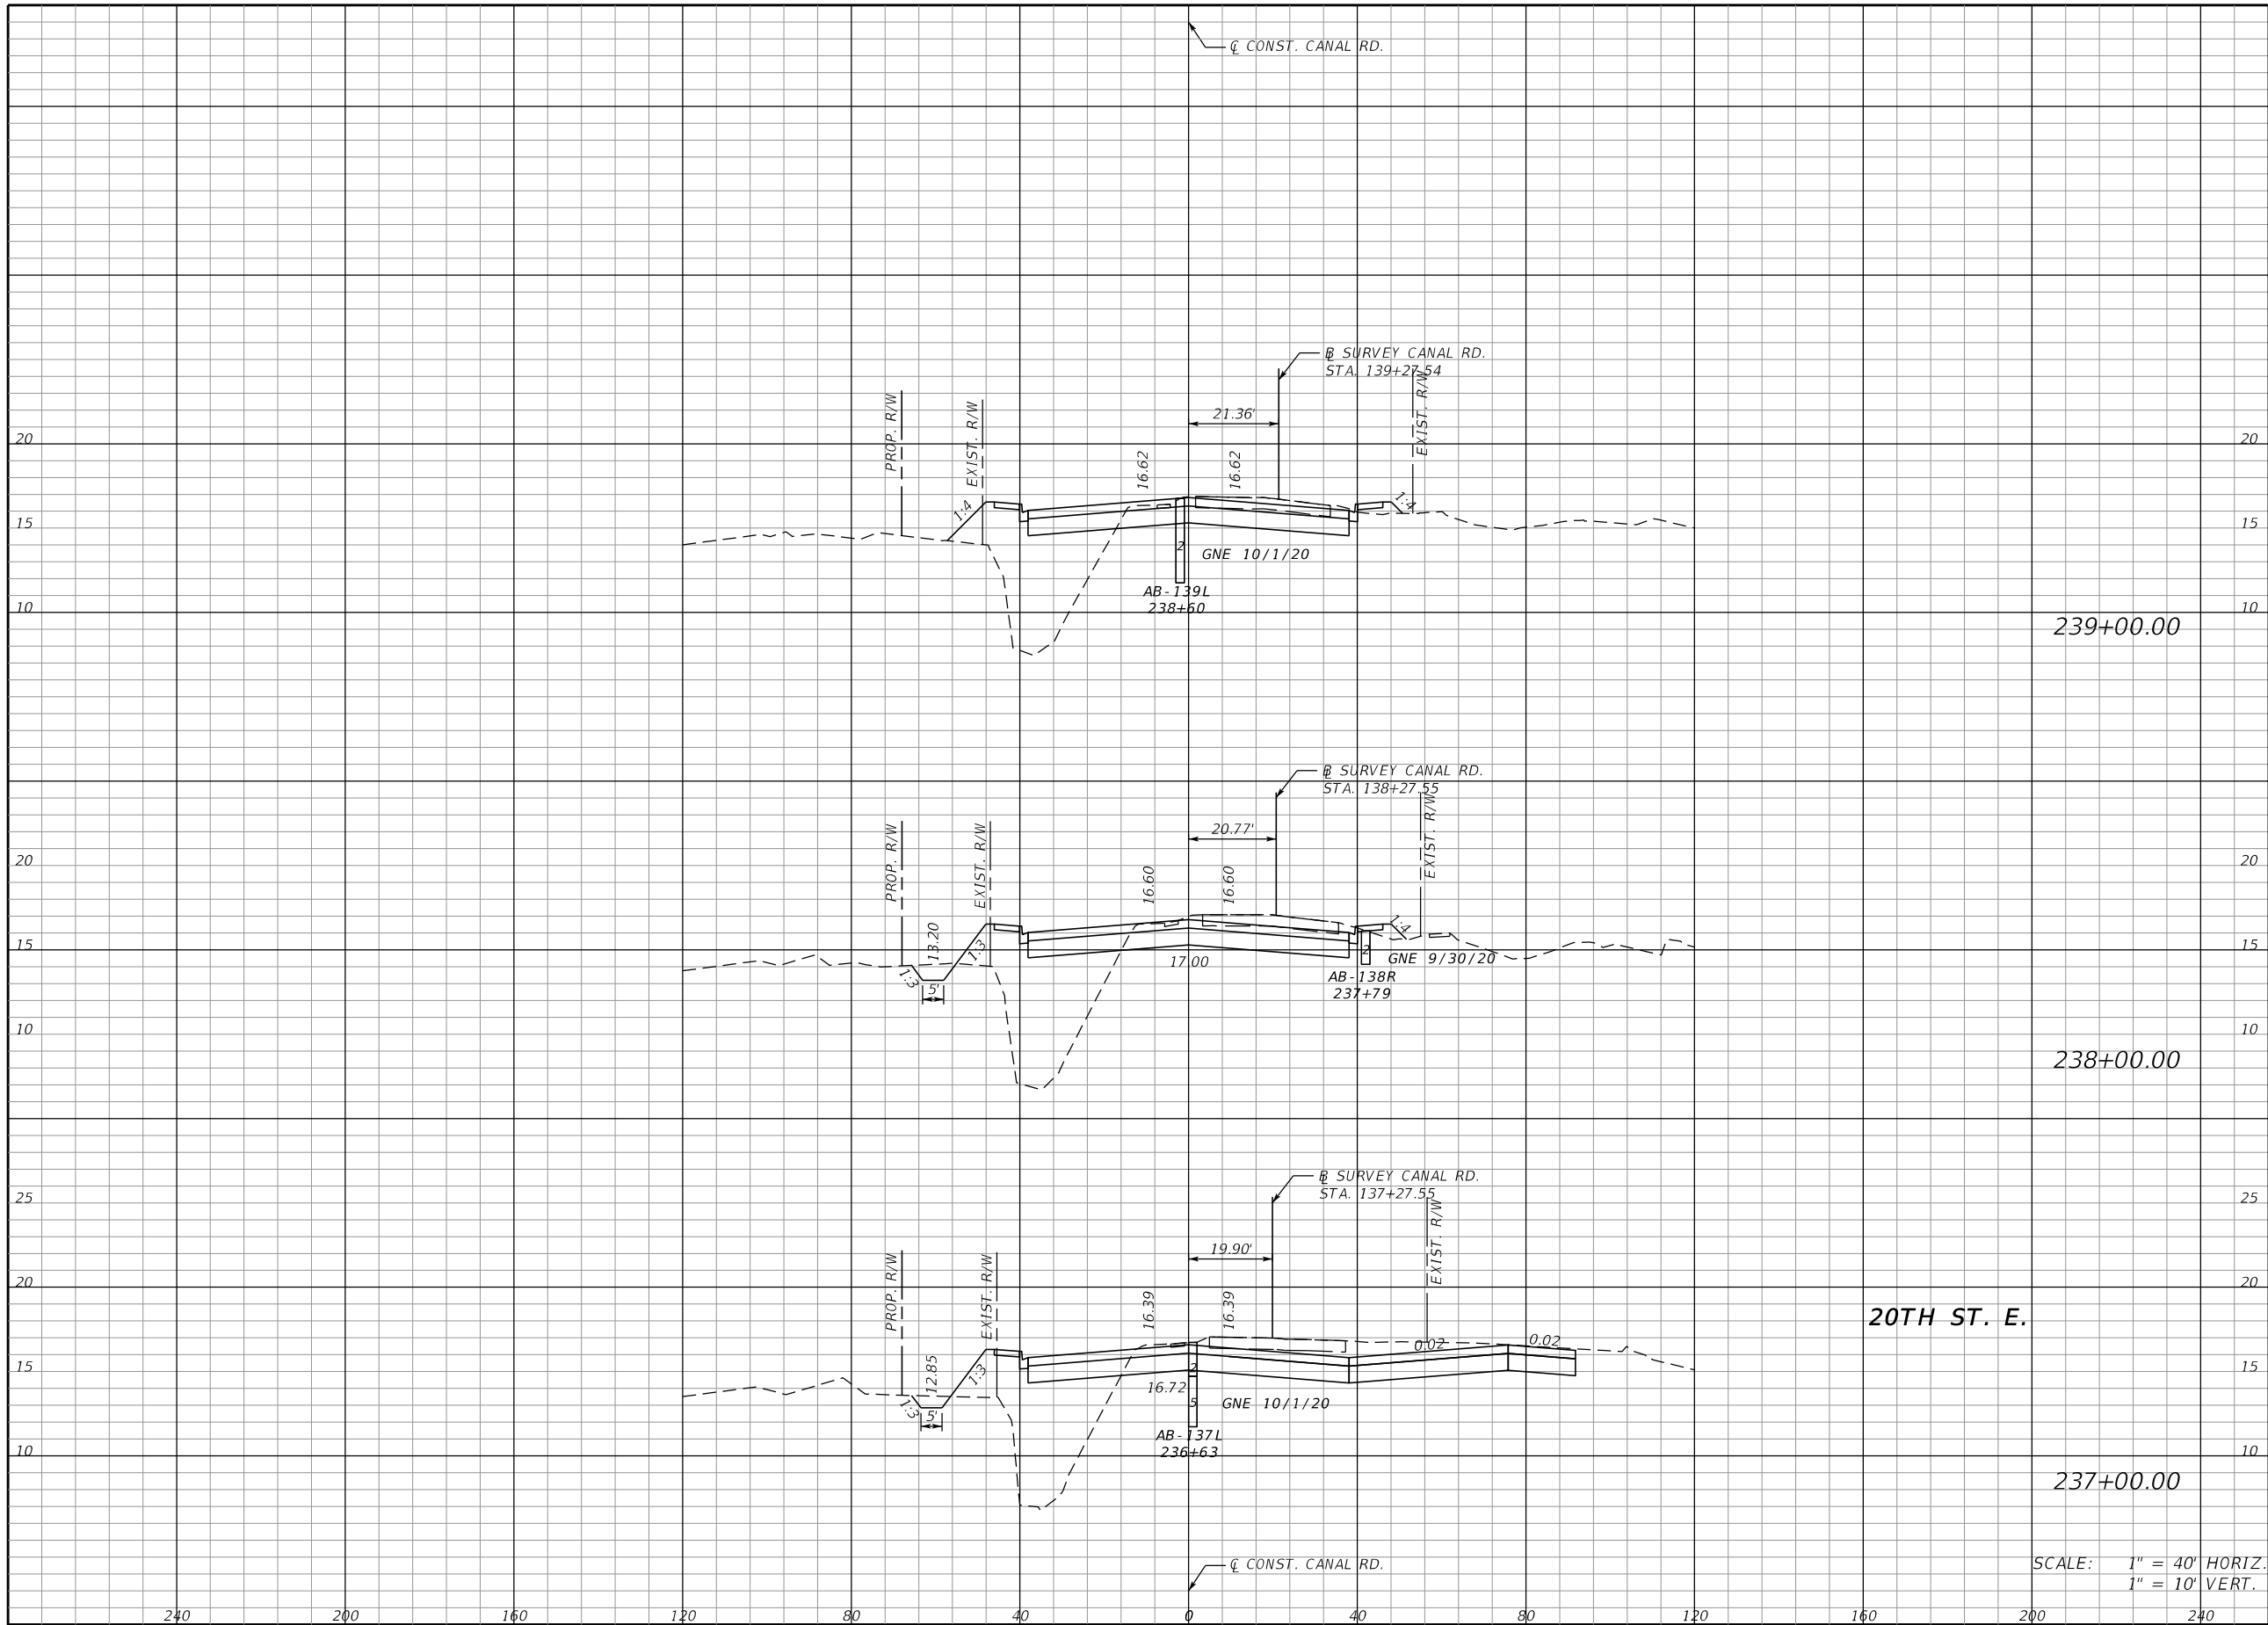 ℄ CONST. CANAL RD.
℄ SURVEY CANAL RD.
STA. 139+27.54
PROP. R/W
EXIST. R/W
EXIST. R/W
21.36'
20
20
16.62
16.62
1:4
1:4
15
15
2
GNE 10/1/20
AB-139L
238+60
10
10
239+00.00
℄ SURVEY CANAL RD.
STA. 138+27.55
PROP. R/W
EXIST. R/W
EXIST. R/W
20.77'
20
20
16.60
16.60
13.20
1:3
1:4
15
15
2
17.00
GNE 9/30/20
1:3
5'
AB-138R
237+79
10
10
238+00.00
℄ SURVEY CANAL RD.
STA. 137+27.55
25
25
PROP. R/W
EXIST. R/W
EXIST. R/W
19.90'
20
20
16.39
16.39
20TH ST. E.
0.02
0.02
12.85
1:3
15
15
2
16.72
5
GNE 10/1/20
1:3
5'
AB-137L
236+63
10
10
237+00.00
℄ CONST. CANAL RD.
SCALE: 1" = 40' HORIZ.
1" = 10' VERT.
240 200 160 120 80 40 0 40 80 120 160 200 240